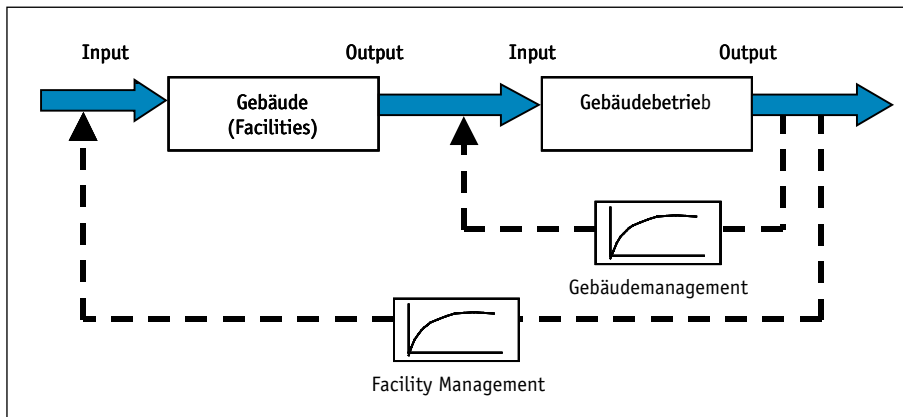 Input
Output
Input
Output
Gebäude
(Facilities)
Gebäudebetrieb
Gebäudemanagement
Facility Management